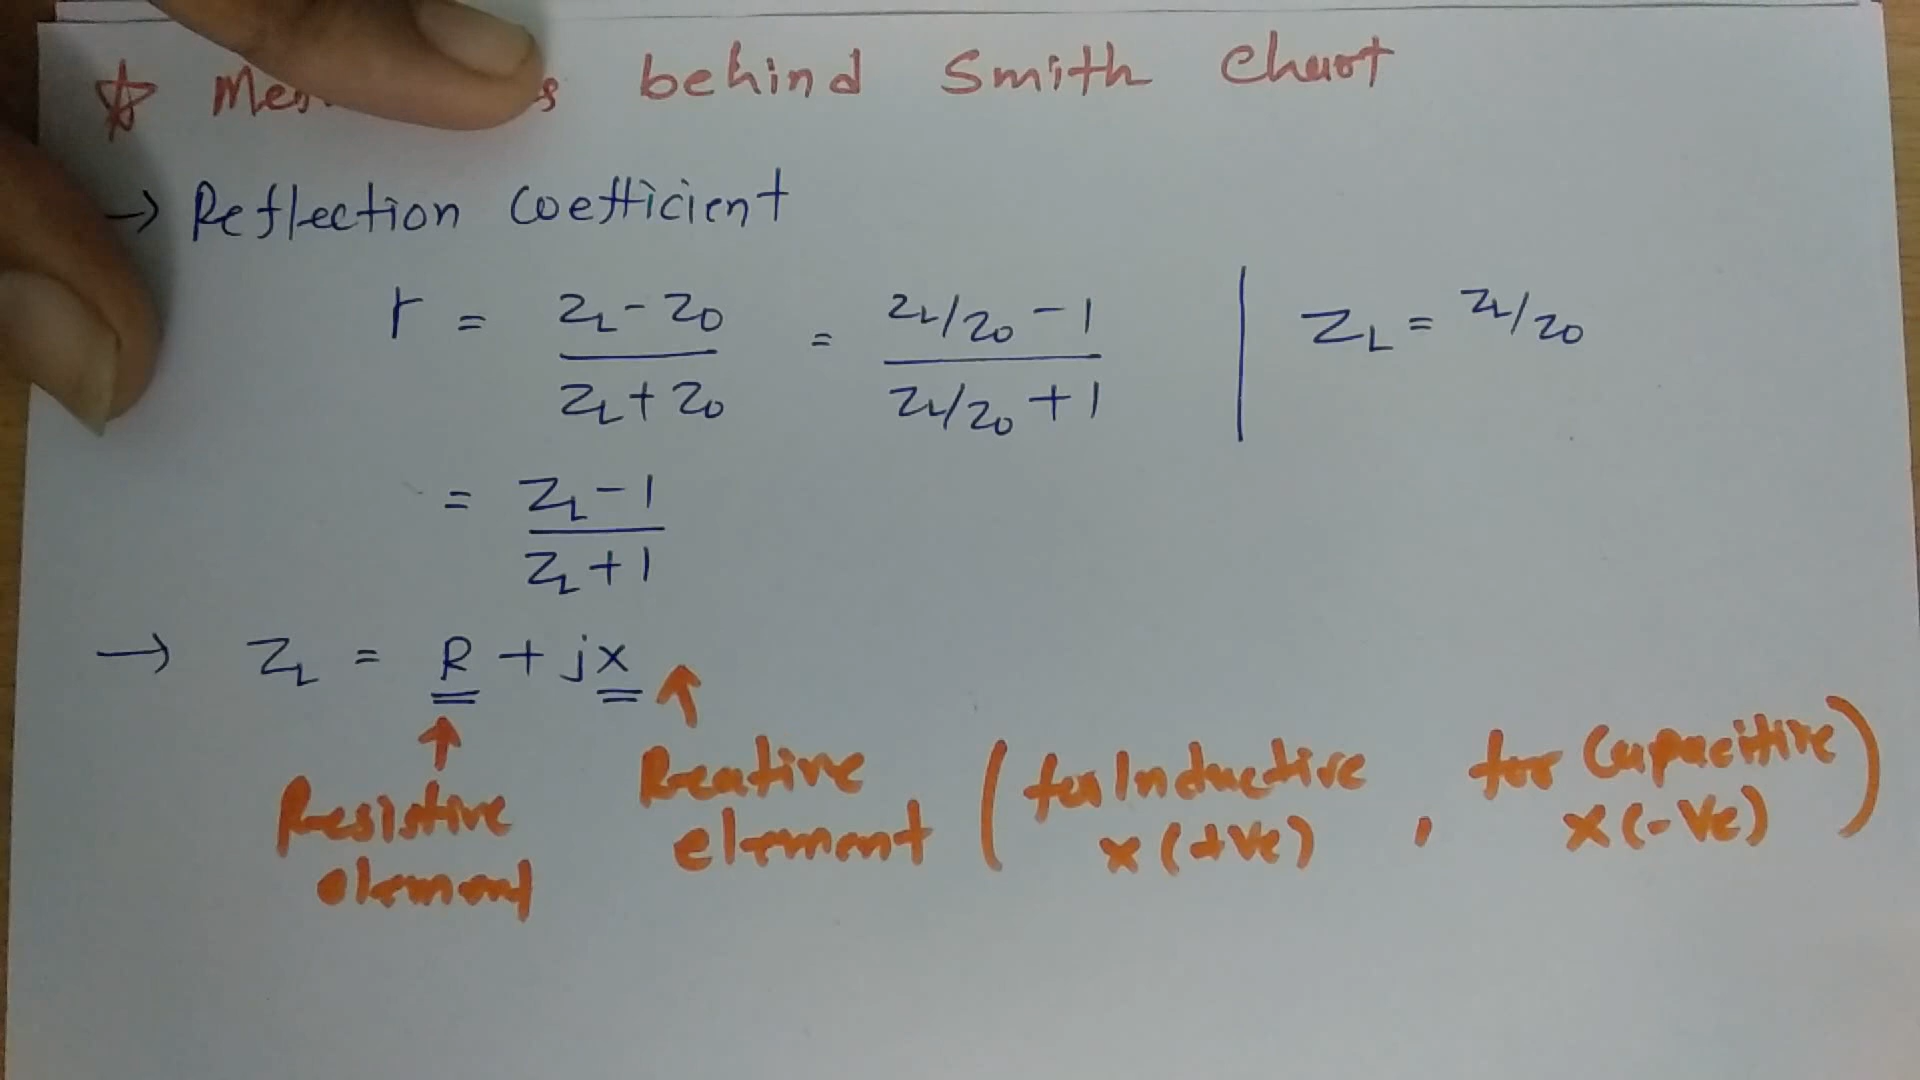 ☆ behind Smith Chart
→ Reflection Coefficient
Γ = (ZL - Z0) / (ZL + Z0) = (ZL/Z0 - 1) / (ZL/Z0 + 1) | ZL = ZL/Z0
= (ZL - 1) / (ZL + 1)
→ ZL = R + jx
↑ ↑
Resistive element
Reative element (for Inductive x (+ve) , for Capacitive x (-ve))